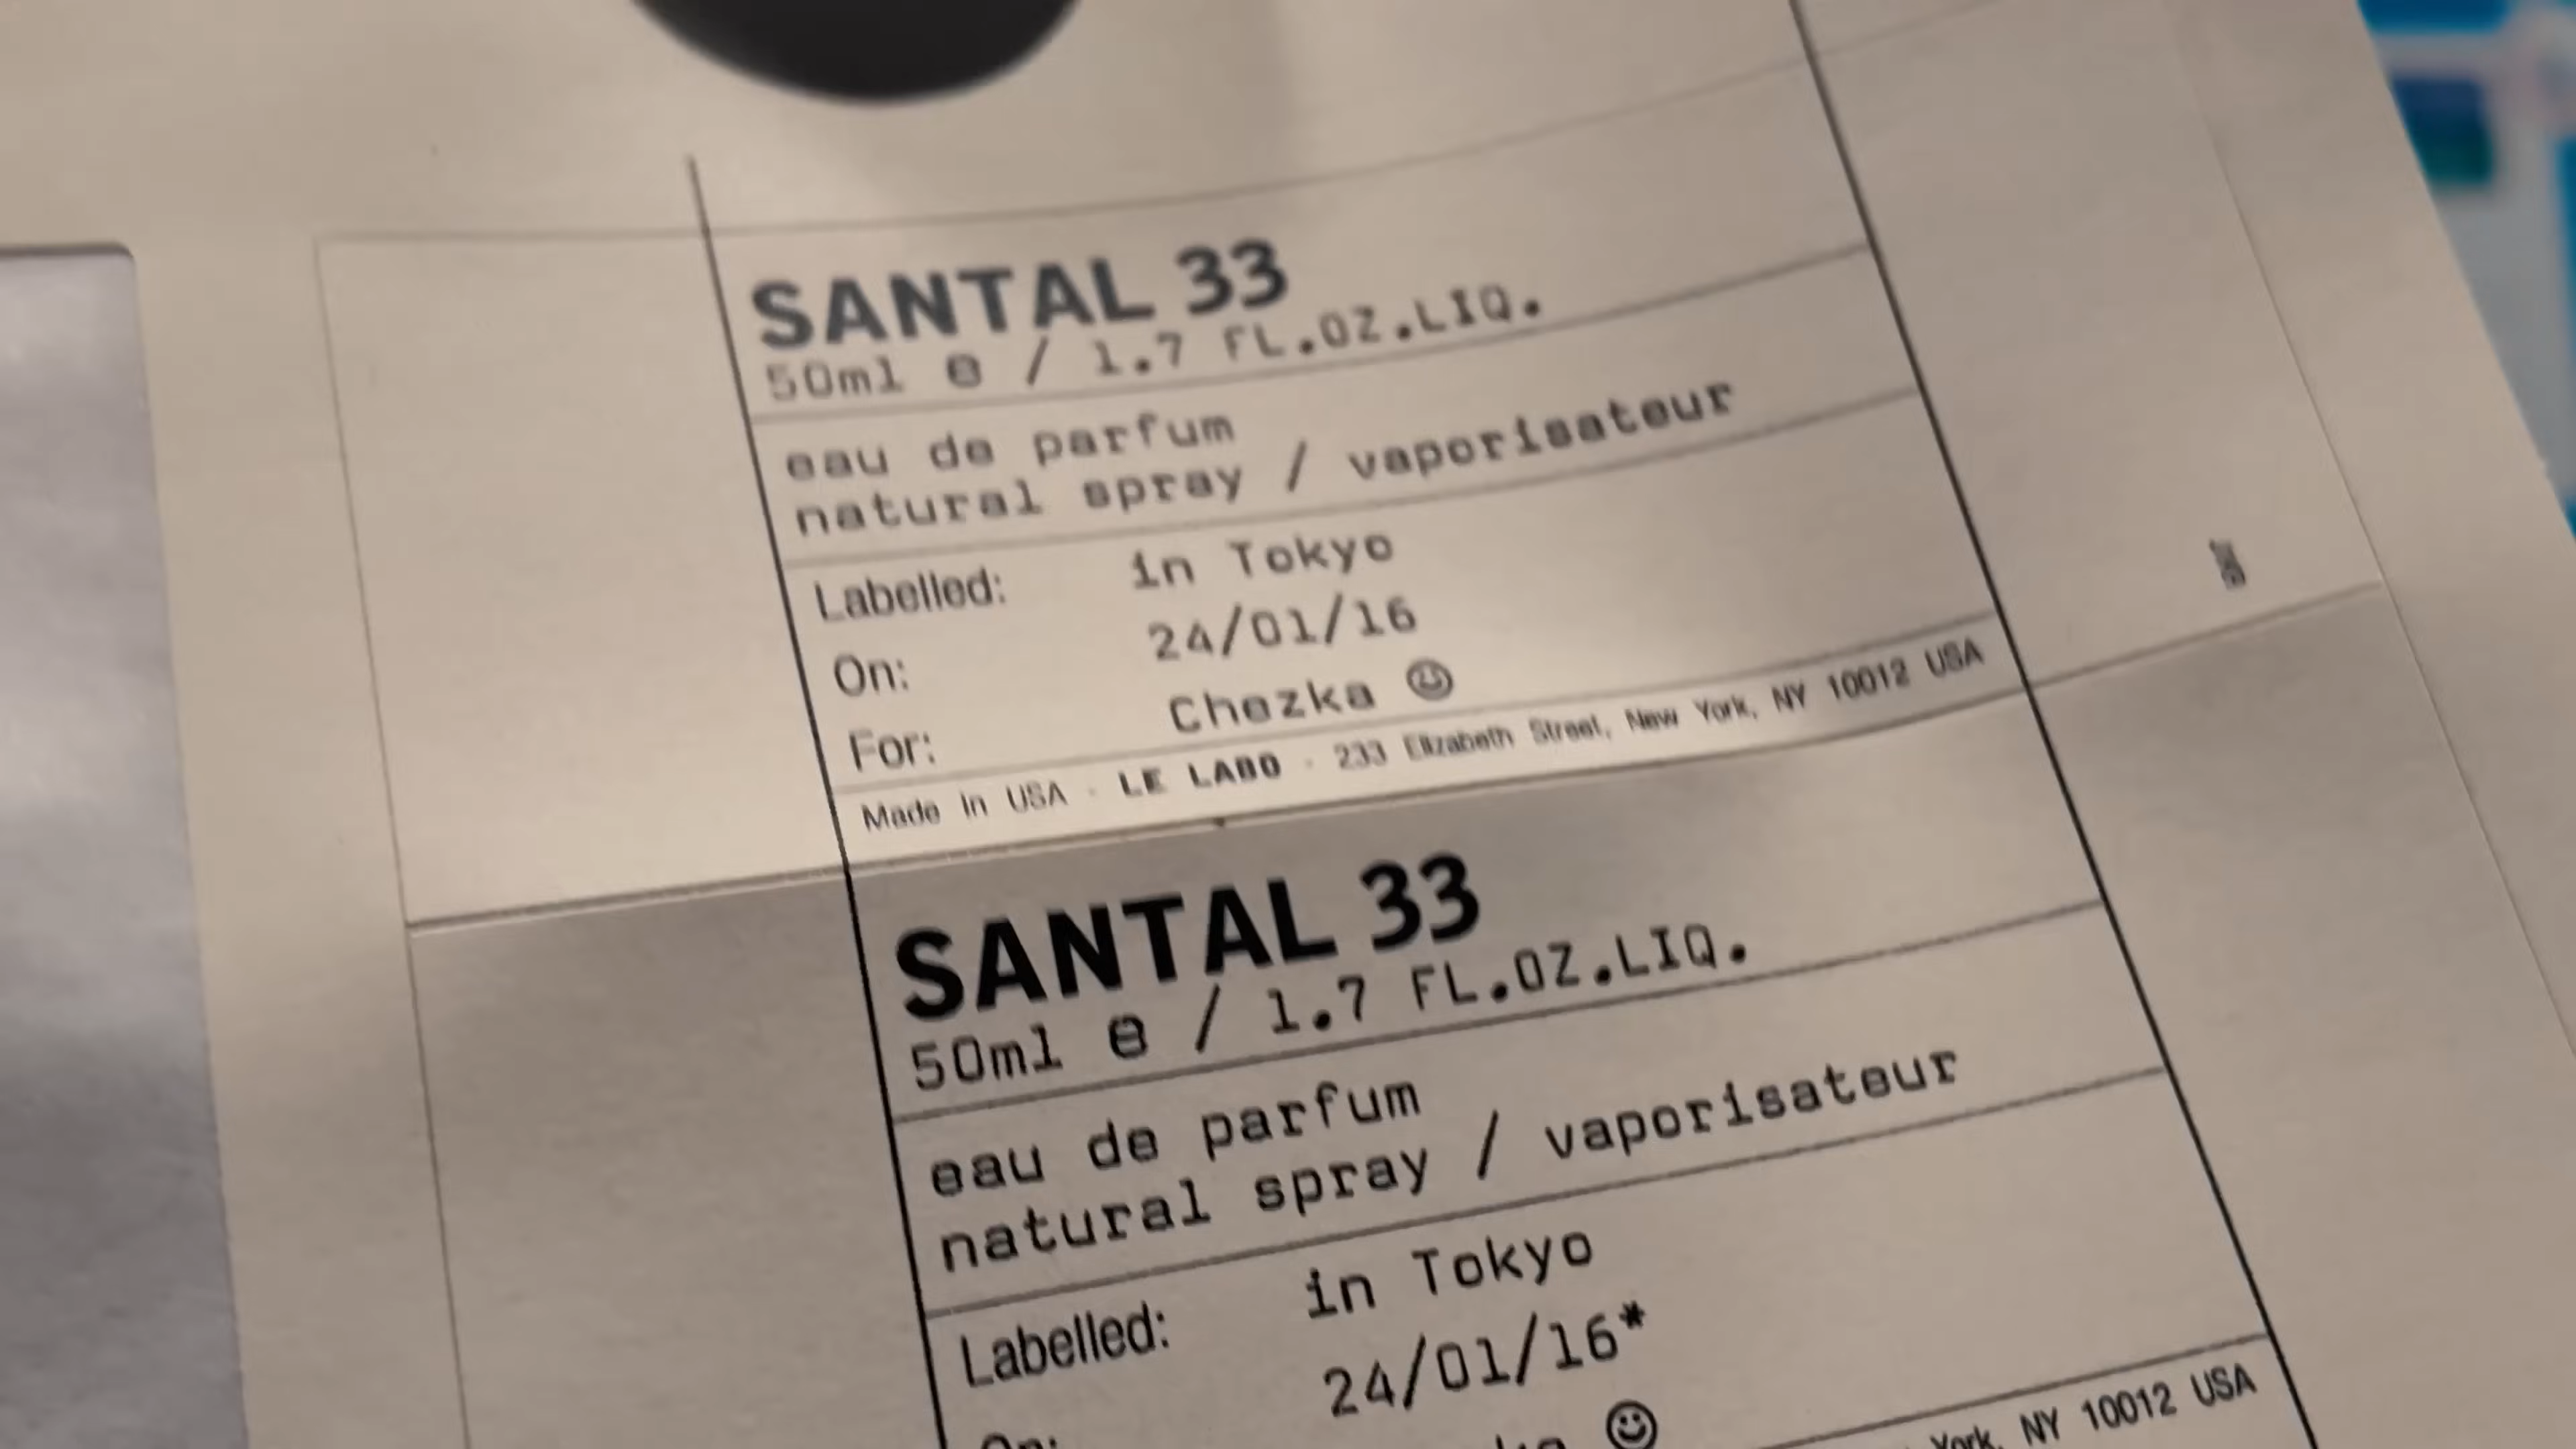 SANTAL 33
50ml e / 1.7 FL.OZ.LIQ.
eau de parfum
natural spray / vaporisateur
Labelled: in Tokyo
On: 24/01/16
For: Chezka ☺
Made in USA · LE LABO · 233 Elizabeth Street, New York, NY 10012 USA
SANTAL 33
50ml e / 1.7 FL.OZ.LIQ.
eau de parfum
natural spray / vaporisateur
Labelled: in Tokyo
On: 24/01/16*
☺
York, NY 10012 USA